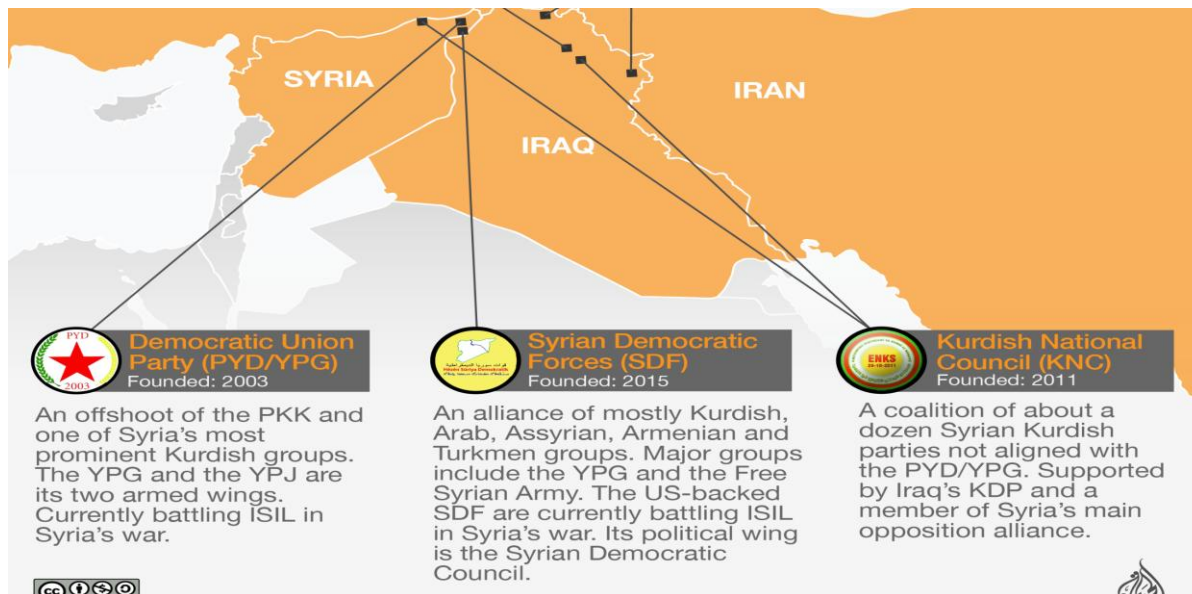 SYRIA
IRAN
IRAQ
PYD
2003
Democratic Union
Party (PYD/YPG)
Founded: 2003
An offshoot of the PKK and
one of Syria's most
prominent Kurdish groups.
The YPG and the YPJ are
its two armed wings.
Currently battling ISIL in
Syria's war.
Syrian Democratic
Forces (SDF)
Founded: 2015
An alliance of mostly Kurdish,
Arab, Assyrian, Armenian and
Turkmen groups. Major groups
include the YPG and the Free
Syrian Army. The US-backed
SDF are currently battling ISIL
in Syria's war. Its political wing
is the Syrian Democratic
Council.
ENKS
Kurdish National
Council (KNC)
Founded: 2011
A coalition of about a
dozen Syrian Kurdish
parties not aligned with
the PYD/YPG. Supported
by Iraq's KDP and a
member of Syria's main
opposition alliance.
cc